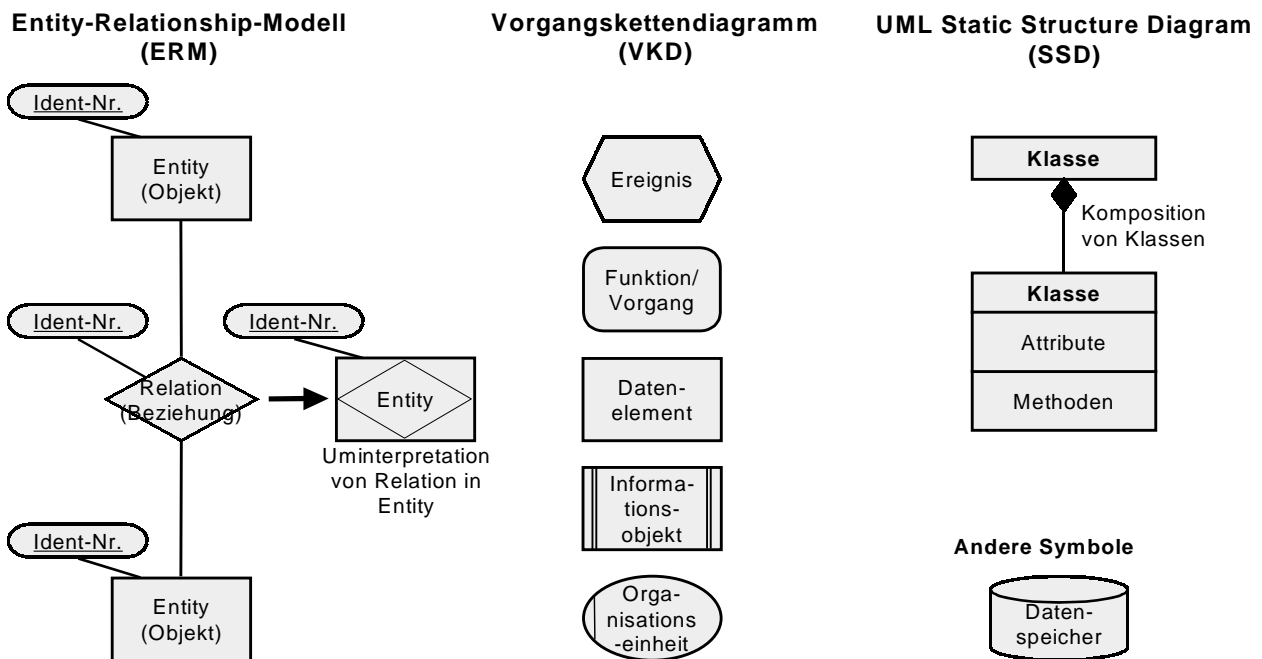 Entity-Relationship-Modell
(ERM)
Ident-Nr.
Entity
(Objekt)
Ident-Nr.
Ident-Nr.
Relation
(Beziehung)
Entity
Uminterpretation
von Relation in
Entity
Ident-Nr.
Entity
(Objekt)
Vorgangskettendiagramm
(VKD)
Ereignis
Funktion/
Vorgang
Daten-
element
Informa-
tions-
objekt
Orga-
nisations
-einheit
UML Static Structure Diagram
(SSD)
Klasse
Komposition
von Klassen
Klasse
Attribute
Methoden
Andere Symbole
Daten-
speicher